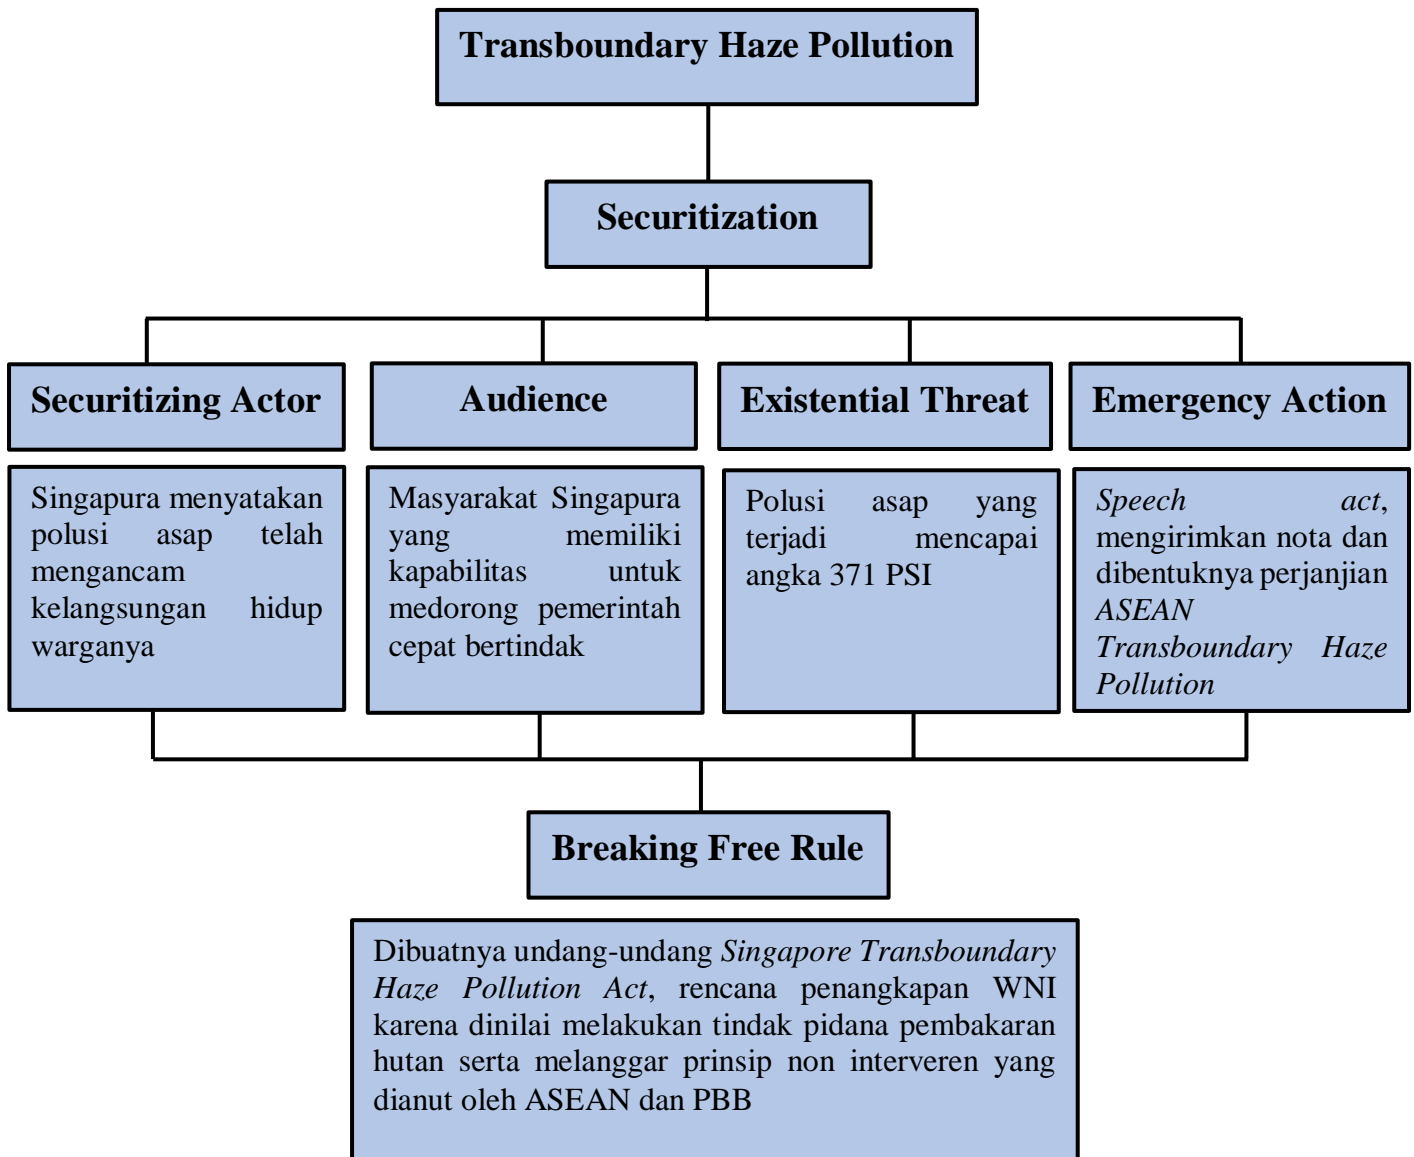 Transboundary Haze Pollution
Securitization
Securitizing Actor
Audience
Existential Threat
Emergency Action
Singapura menyatakan
polusi asap telah
mengancam
kelangsungan hidup
warganya
Masyarakat Singapura
yang memiliki
kapabilitas untuk
medorong pemerintah
cepat bertindak
Polusi asap yang
terjadi mencapai
angka 371 PSI
Speech act,
mengirimkan nota dan
dibentuknya perjanjian
ASEAN
Transboundary Haze
Pollution
Breaking Free Rule
Dibuatnya undang-undang Singapore Transboundary
Haze Pollution Act, rencana penangkapan WNI
karena dinilai melakukan tindak pidana pembakaran
hutan serta melanggar prinsip non interveren yang
dianut oleh ASEAN dan PBB